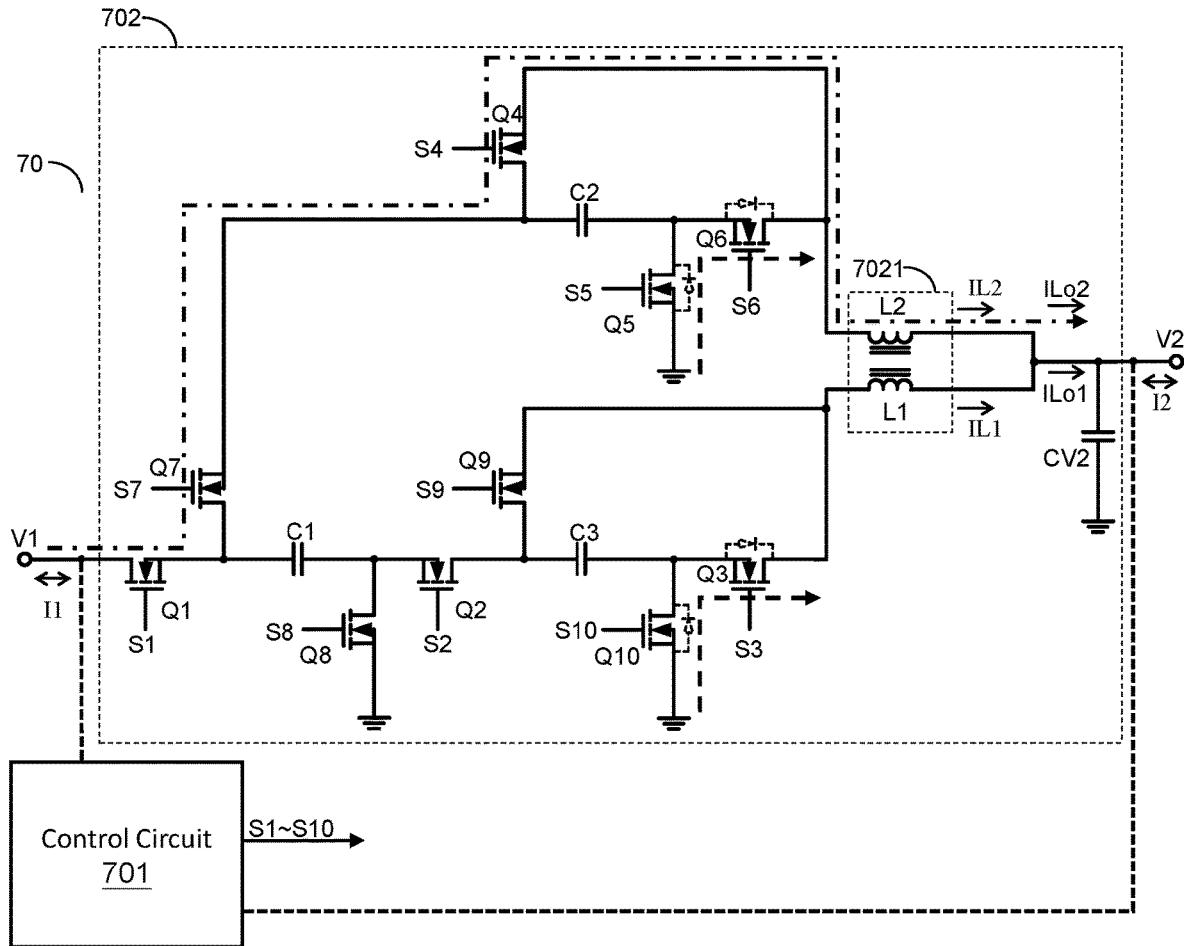 702
70
Q4
S4
C2
Q6
S6
S5
Q5
7021
L2
IL2
ILo2
V2
I2
ILo1
L1
IL1
CV2
Q7
S7
Q9
S9
V1
I1
Q1
S1
C1
S8
Q8
Q2
S2
C3
S10
Q10
Q3
S3
Control Circuit
701
S1~S10